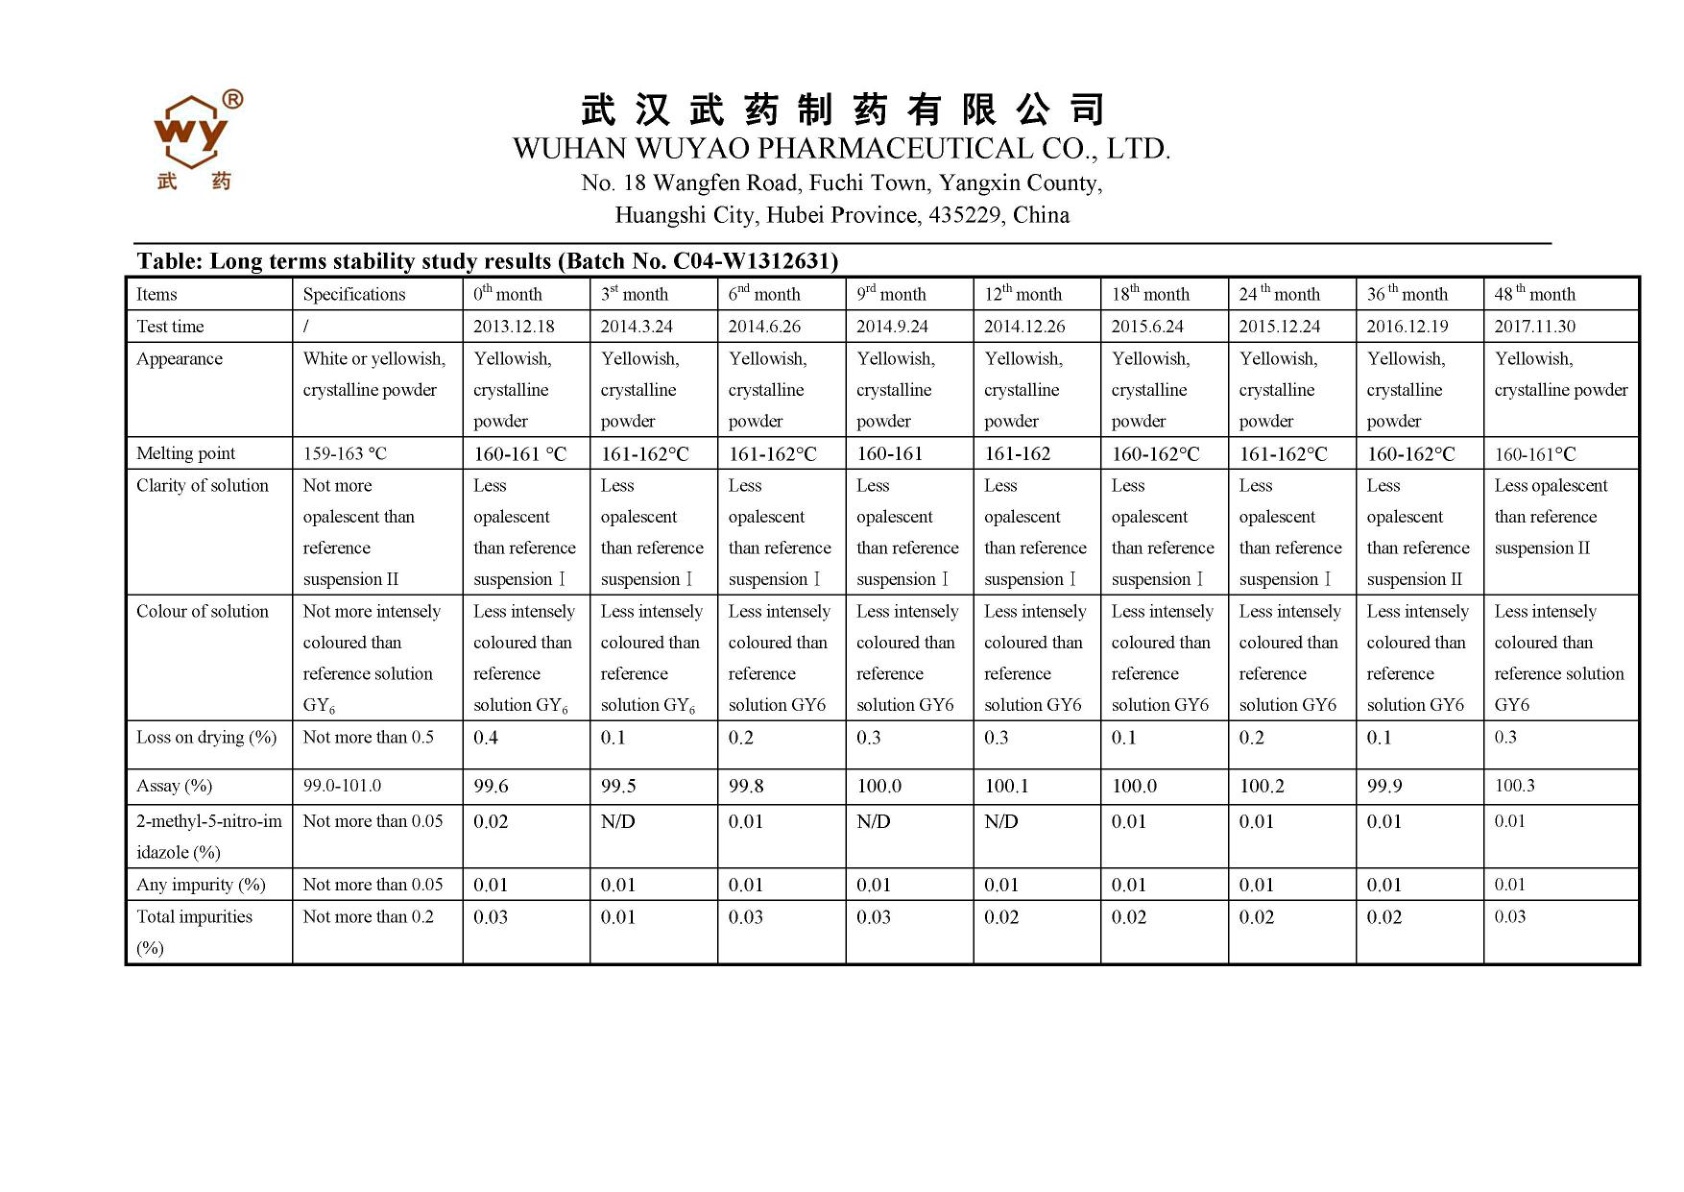 wy®
武 药
武汉武药制药有限公司
WUHAN WUYAO PHARMACEUTICAL CO., LTD.
No. 18 Wangfen Road, Fuchi Town, Yangxin County,
Huangshi City, Hubei Province, 435229, China
Table: Long terms stability study results (Batch No. C04-W1312631)
Items Specifications 0th month 3st month 6nd month 9rd month 12th month 18th month 24 th month 36 th month 48 th month
Test time / 2013.12.18 2014.3.24 2014.6.26 2014.9.24 2014.12.26 2015.6.24 2015.12.24 2016.12.19 2017.11.30
Appearance White or yellowish, Yellowish, Yellowish, Yellowish, Yellowish, Yellowish, Yellowish, Yellowish, Yellowish, Yellowish,
crystalline powder crystalline crystalline crystalline crystalline crystalline crystalline crystalline crystalline crystalline powder
powder powder powder powder powder powder powder powder
Melting point 159-163 ℃ 160-161 ℃ 161-162℃ 161-162℃ 160-161 161-162 160-162℃ 161-162℃ 160-162℃ 160-161℃
Clarity of solution Not more Less Less Less Less Less Less Less Less Less opalescent
opalescent than opalescent opalescent opalescent opalescent opalescent opalescent opalescent opalescent than reference
reference than reference than reference than reference than reference than reference than reference than reference than reference suspension II
suspension II suspension Ⅰ suspension Ⅰ suspension Ⅰ suspension Ⅰ suspension Ⅰ suspension Ⅰ suspension Ⅰ suspension II
Colour of solution Not more intensely Less intensely Less intensely Less intensely Less intensely Less intensely Less intensely Less intensely Less intensely Less intensely
coloured than coloured than coloured than coloured than coloured than coloured than coloured than coloured than coloured than coloured than
reference solution reference reference reference reference reference reference reference reference reference solution
GY₆ solution GY₆ solution GY₆ solution GY6 solution GY6 solution GY6 solution GY6 solution GY6 solution GY6 GY6
Loss on drying (%) Not more than 0.5 0.4 0.1 0.2 0.3 0.3 0.1 0.2 0.1 0.3
Assay (%) 99.0-101.0 99.6 99.5 99.8 100.0 100.1 100.0 100.2 99.9 100.3
2-methyl-5-nitro-im Not more than 0.05 0.02 N/D 0.01 N/D N/D 0.01 0.01 0.01 0.01
idazole (%)
Any impurity (%) Not more than 0.05 0.01 0.01 0.01 0.01 0.01 0.01 0.01 0.01 0.01
Total impurities Not more than 0.2 0.03 0.01 0.03 0.03 0.02 0.02 0.02 0.02 0.03
(%)